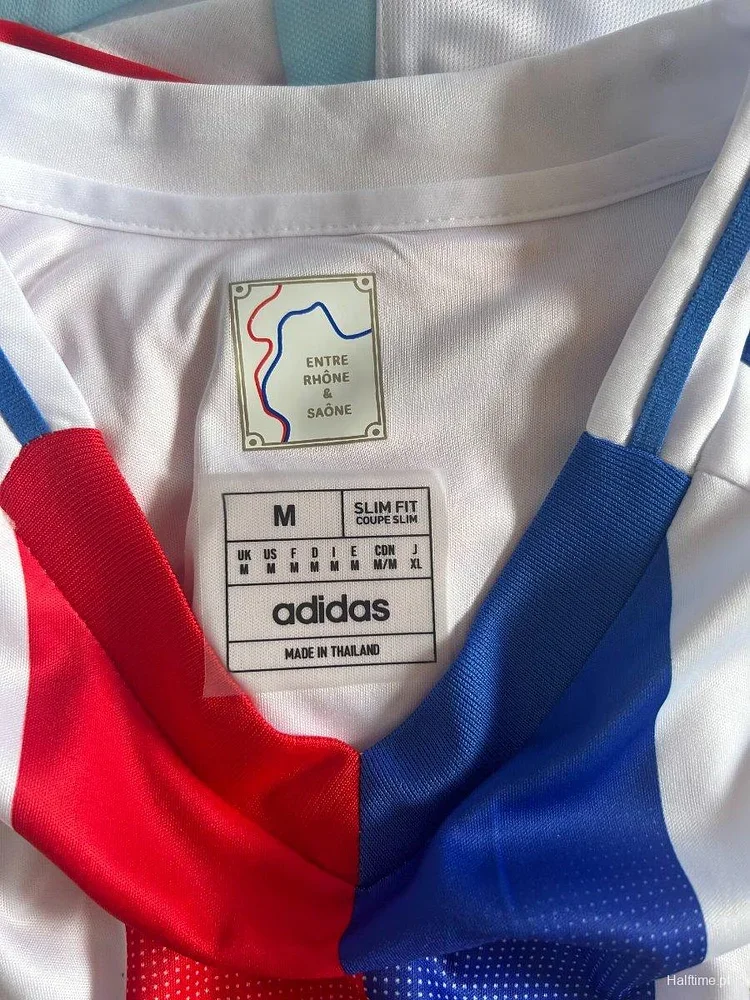 ENTRE
RHÔNE
&
SAÔNE
M
SLIM FIT
COUPE SLIM
UK US F D I E CDN J
M M M M M M M/M XL
adidas
MADE IN THAILAND
Halftime.pl